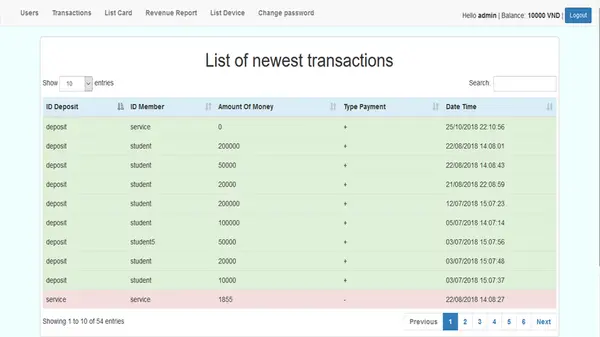 Users Transactions List Card Revenue Report List Device Change password Hello admin | Balance: 10000 VND | Logout
List of newest transactions
Show 10 entries Search:
ID Deposit ID Member Amount Of Money Type Payment Date Time
deposit service 0 + 25/10/2018 22:10:56
deposit student 200000 + 22/08/2018 14:08:01
deposit student 50000 + 22/08/2018 14:08:43
deposit student 20000 + 21/08/2018 22:08:59
deposit student 200000 + 12/07/2018 15:07:23
deposit student 100000 + 05/07/2018 14:07:14
deposit student5 50000 + 03/07/2018 15:07:56
deposit student 20000 + 03/07/2018 15:07:48
deposit student 10000 + 03/07/2018 15:07:37
service service 1855 - 22/08/2018 14:08:27
Showing 1 to 10 of 54 entries Previous 1 2 3 4 5 6 Next